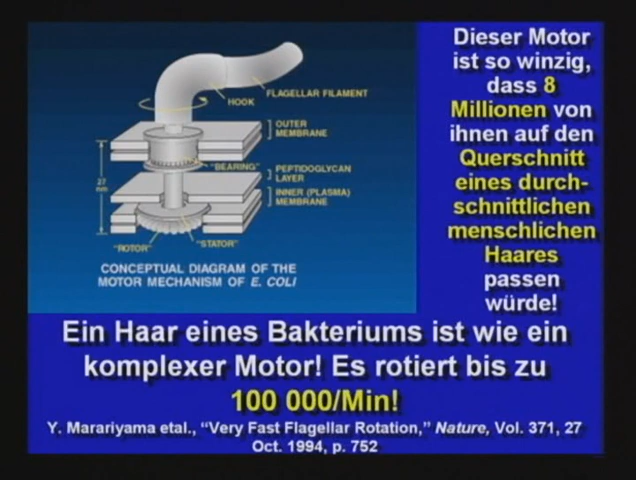 Dieser Motor
ist so winzig,
dass 8
Millionen von
ihnen auf den
Querschnitt
eines durch-
schnittlichen
menschlichen
Haares
passen
würde!
FLAGELLAR FILAMENT
HOOK
OUTER
MEMBRANE
"BEARING"
PEPTIDOGLYCAN
LAYER
27
nm
INNER (PLASMA)
MEMBRANE
"ROTOR"
"STATOR"
CONCEPTUAL DIAGRAM OF THE
MOTOR MECHANISM OF E. COLI
Ein Haar eines Bakteriums ist wie ein
komplexer Motor! Es rotiert bis zu
100 000/Min!
Y. Marariyama etal., "Very Fast Flagellar Rotation," Nature, Vol. 371, 27
Oct. 1994, p. 752